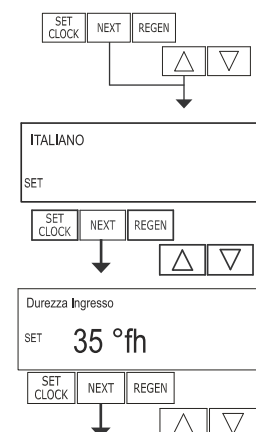 SET CLOCK NEXT REGEN
ITALIANO
SET
SET CLOCK NEXT REGEN
Durezza Ingresso
SET 35 °fh
SET CLOCK NEXT REGEN